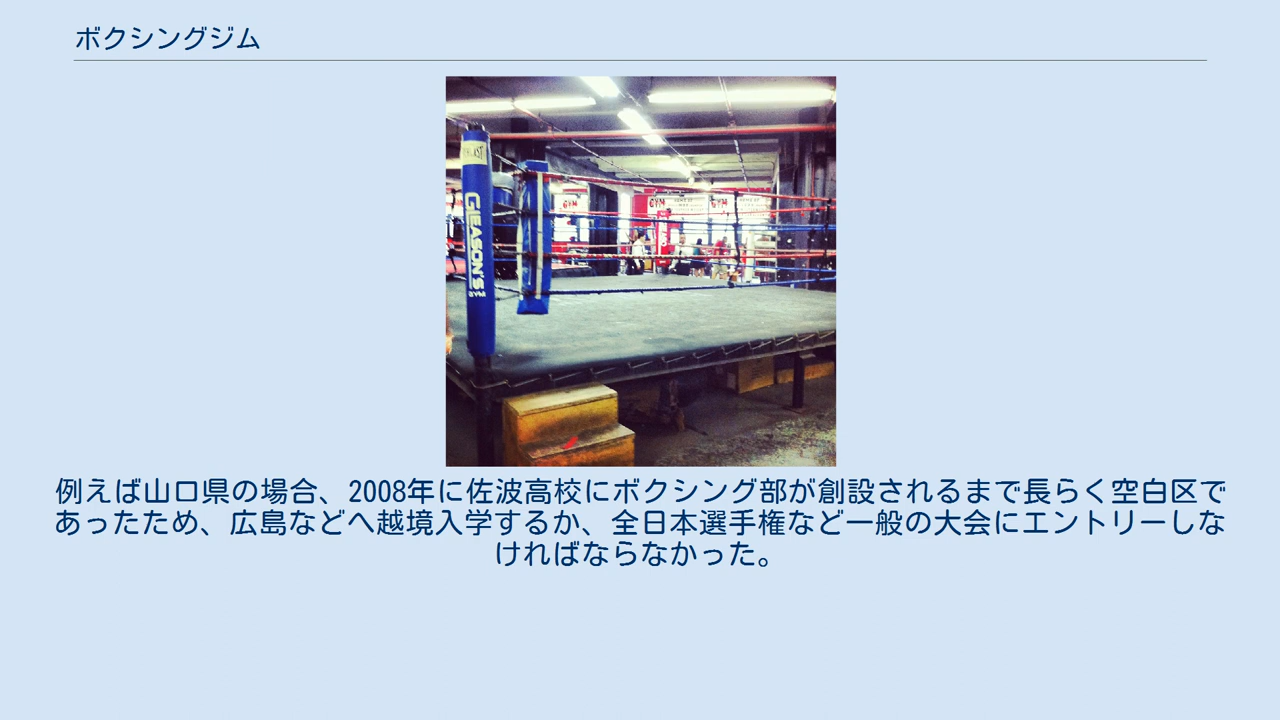 ボクシングジム
GLEASON'S
GYM
GYM
GYM
例えば山口県の場合、2008年に佐波高校にボクシング部が創設されるまで長らく空白区で
あったため、広島などへ越境入学するか、全日本選手権など一般の大会にエントリーしな
ければならなかった。